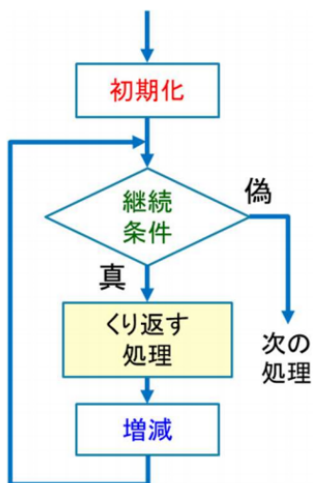 初期化
継続
条件
偽
真
くり返す
処理
次の
処理
増減